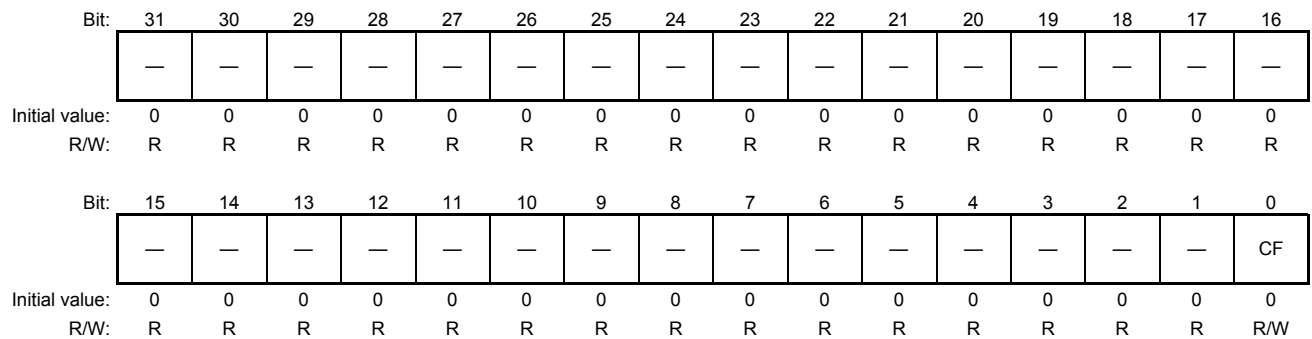 Bit: 31 30 29 28 27 26 25 24 23 22 21 20 19 18 17 16
— — — — — — — — — — — — — — — —
Initial value: 0 0 0 0 0 0 0 0 0 0 0 0 0 0 0 0
R/W: R R R R R R R R R R R R R R R R
Bit: 15 14 13 12 11 10 9 8 7 6 5 4 3 2 1 0
— — — — — — — — — — — — — — — CF
Initial value: 0 0 0 0 0 0 0 0 0 0 0 0 0 0 0 0
R/W: R R R R R R R R R R R R R R R R/W